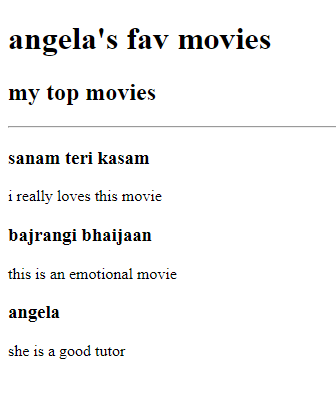 angela's fav movies
my top movies
sanam teri kasam
i really loves this movie
bajrangi bhaijaan
this is an emotional movie
angela
she is a good tutor